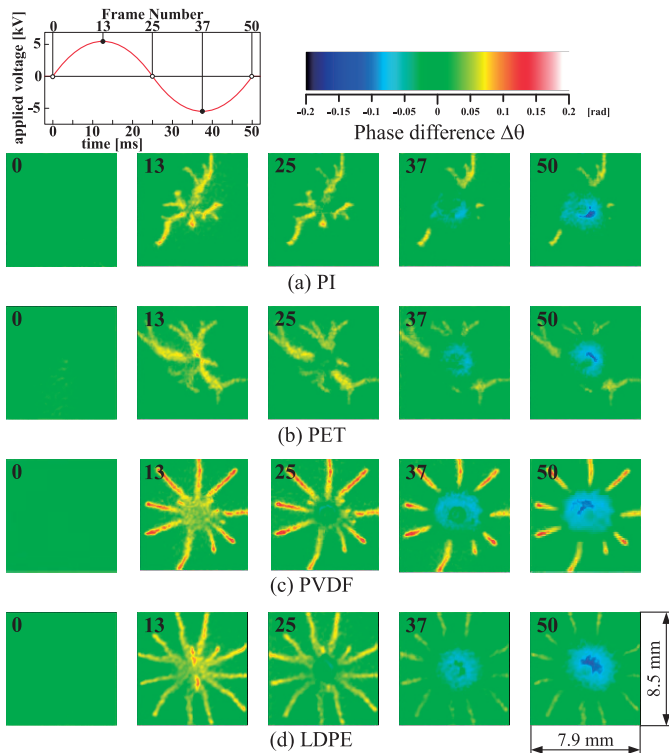 Frame Number
0 13 25 37 50
applied voltage [kV]
5
0
-5
0 10 20 30 40 50
time [ms]
-0.2 -0.15 -0.1 -0.05 0 0.05 0.1 0.15 0.2 [rad]
Phase difference Δθ
0 13 25 37 50
(a) PI
0 13 25 37 50
(b) PET
0 13 25 37 50
(c) PVDF
0 13 25 37 50
(d) LDPE
8.5 mm
7.9 mm